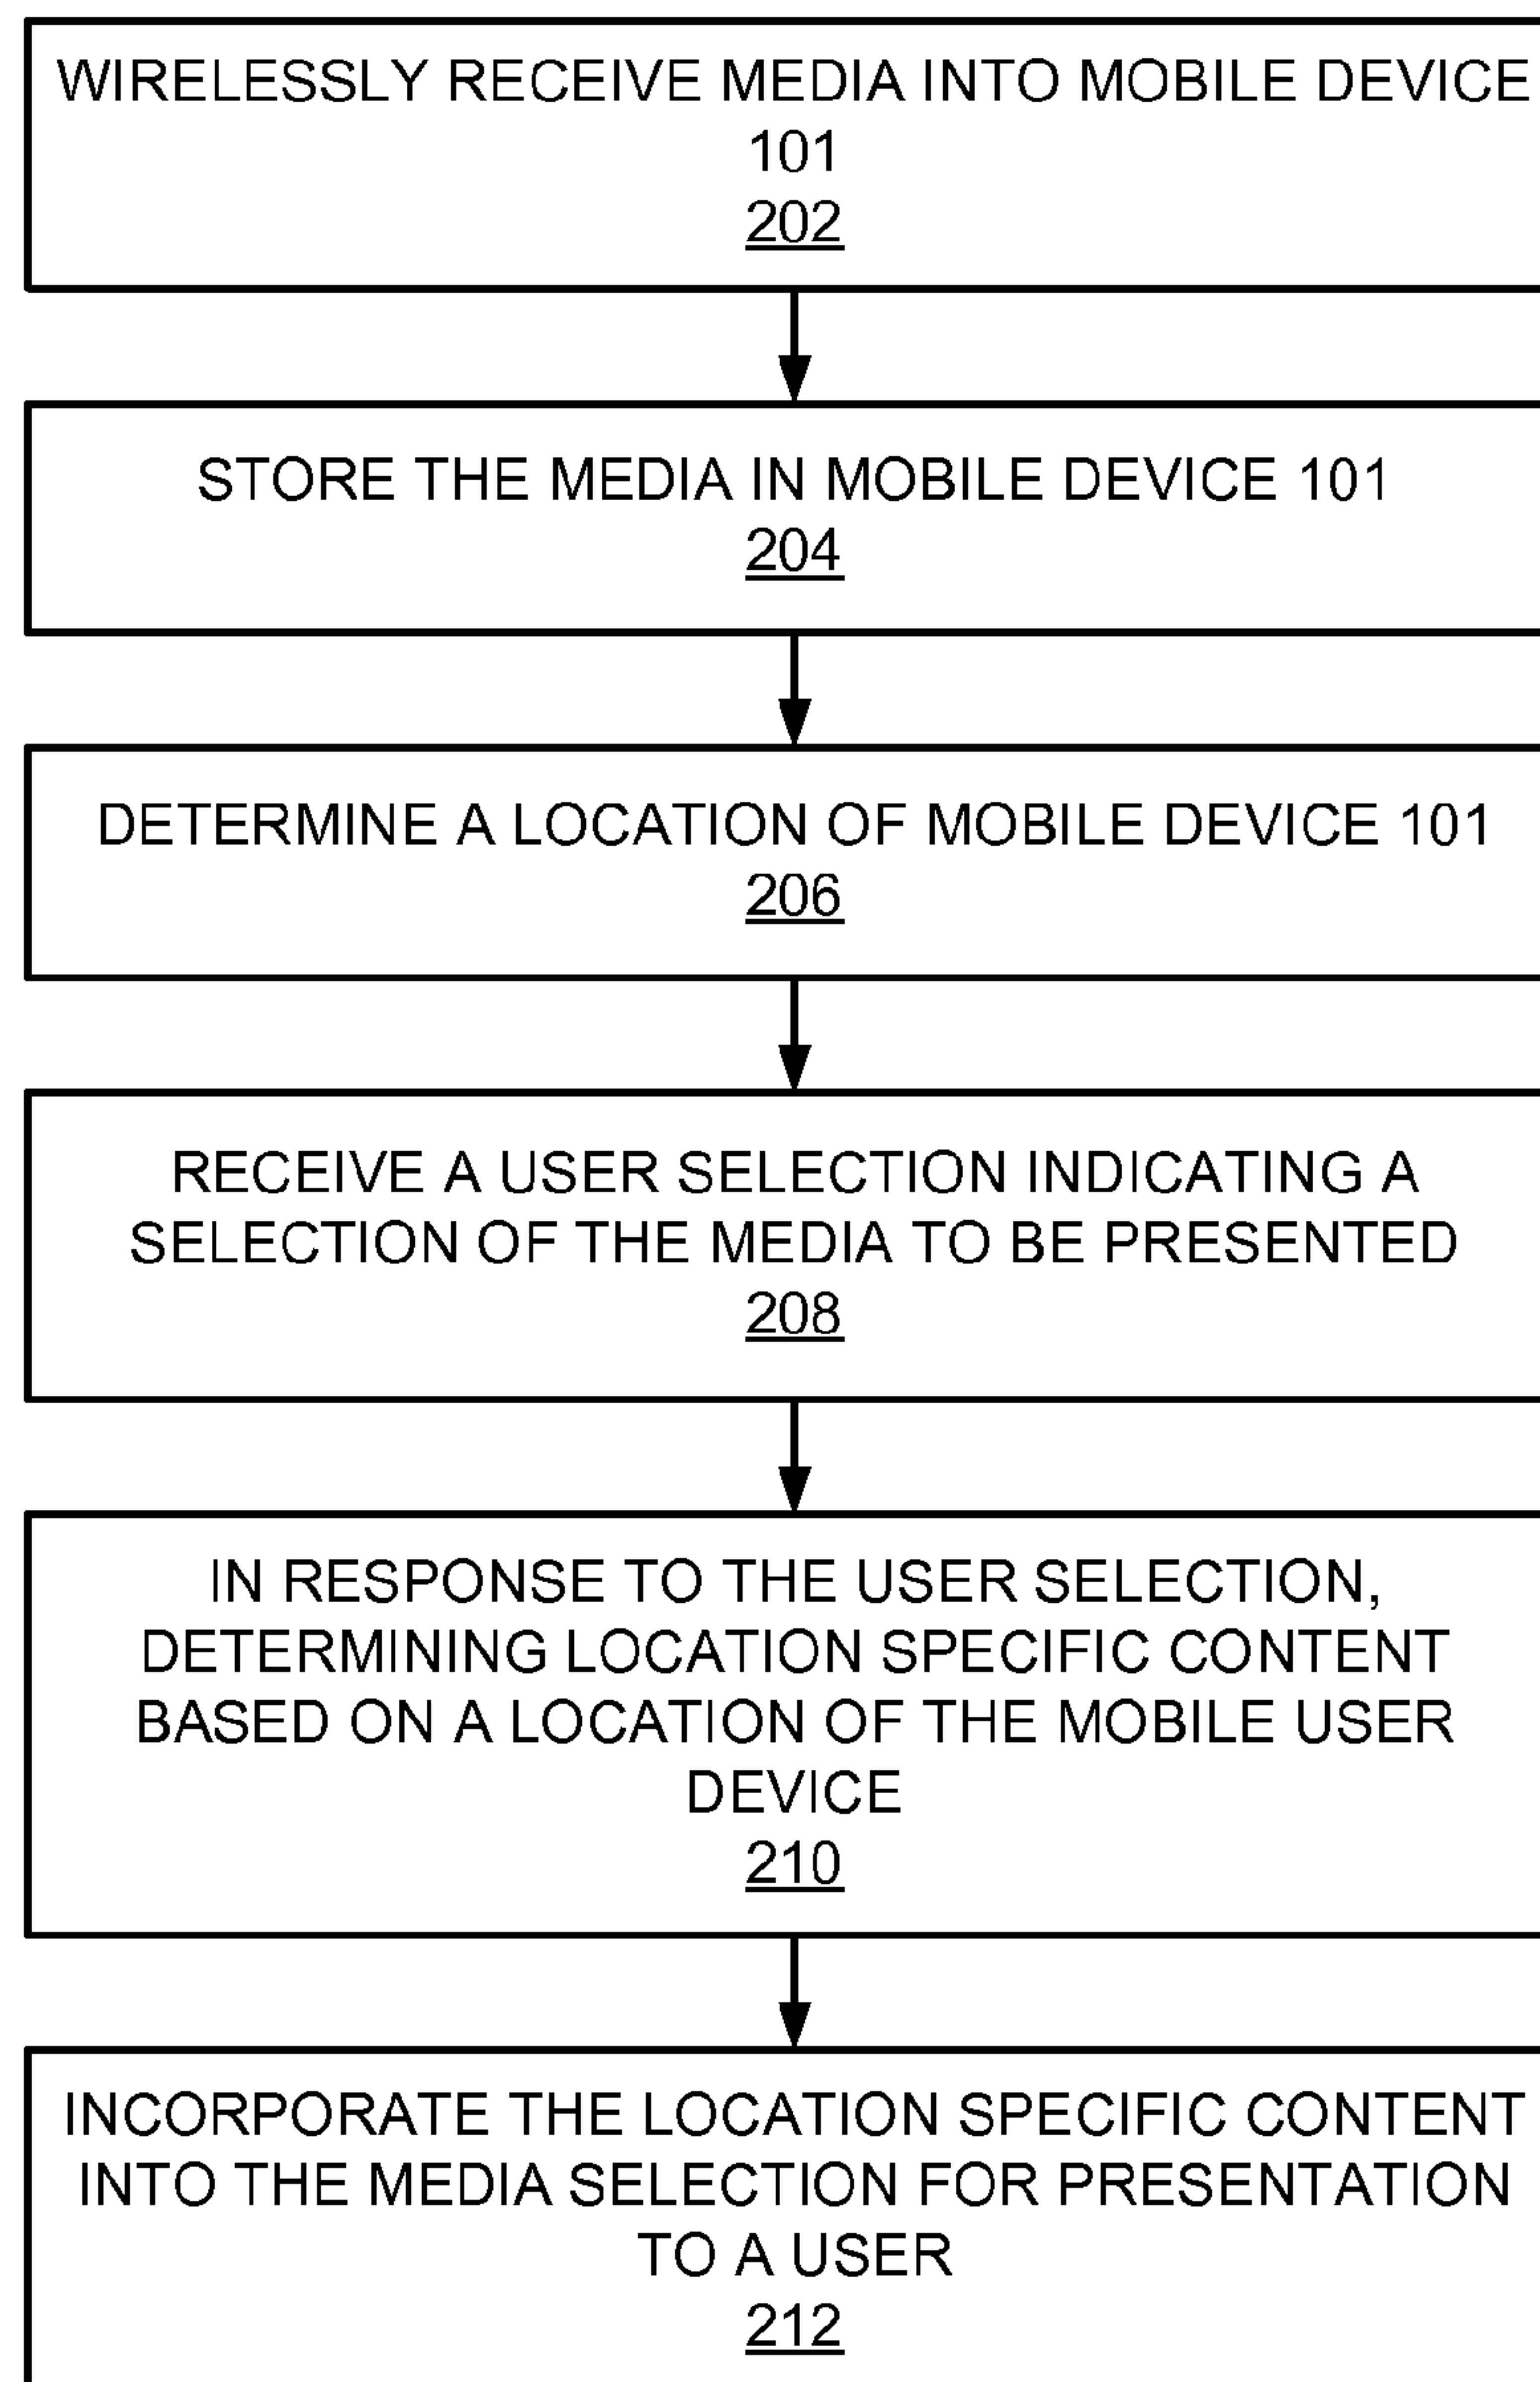 WIRELESSLY RECEIVE MEDIA INTO MOBILE DEVICE
101
202
STORE THE MEDIA IN MOBILE DEVICE 101
204
DETERMINE A LOCATION OF MOBILE DEVICE 101
206
RECEIVE A USER SELECTION INDICATING A
SELECTION OF THE MEDIA TO BE PRESENTED
208
IN RESPONSE TO THE USER SELECTION,
DETERMINING LOCATION SPECIFIC CONTENT
BASED ON A LOCATION OF THE MOBILE USER
DEVICE
210
INCORPORATE THE LOCATION SPECIFIC CONTENT
INTO THE MEDIA SELECTION FOR PRESENTATION
TO A USER
212